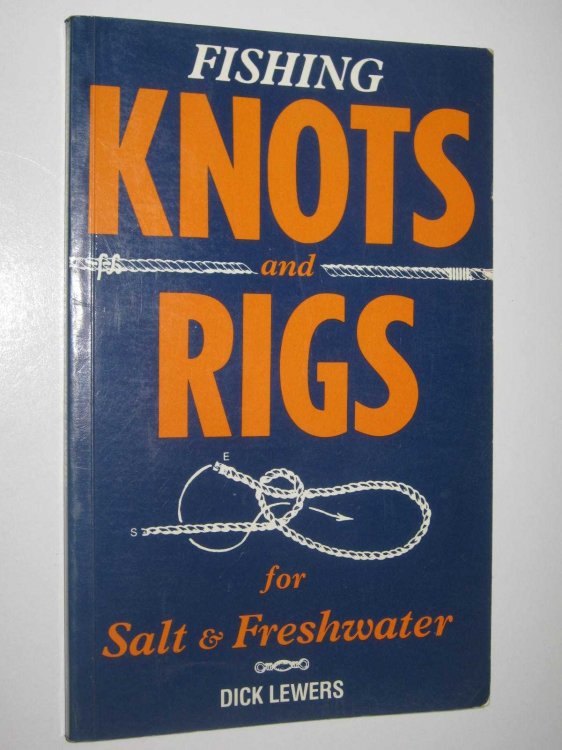 FISHING
KNOTS
and
RIGS
E
S
for
Salt & Freshwater
DICK LEWERS